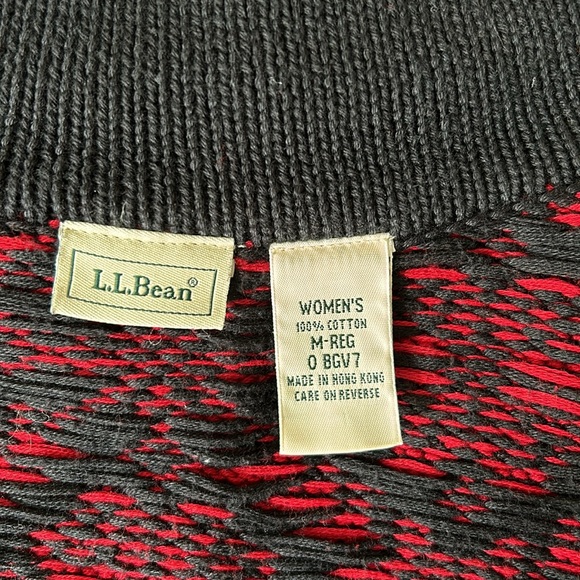 L.L.Bean®
WOMEN'S
100% COTTON
M-REG
0 BGV7
MADE IN HONG KONG
CARE ON REVERSE